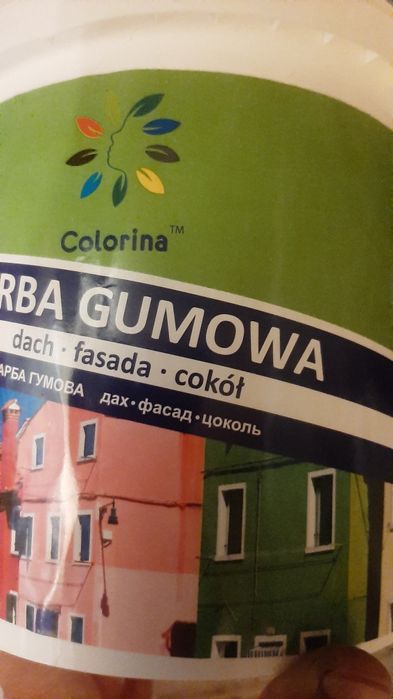 Colorina™
RBA GUMOWA
dach · fasada · cokół
АРБА ГУМОВА дах • фасад • цоколь